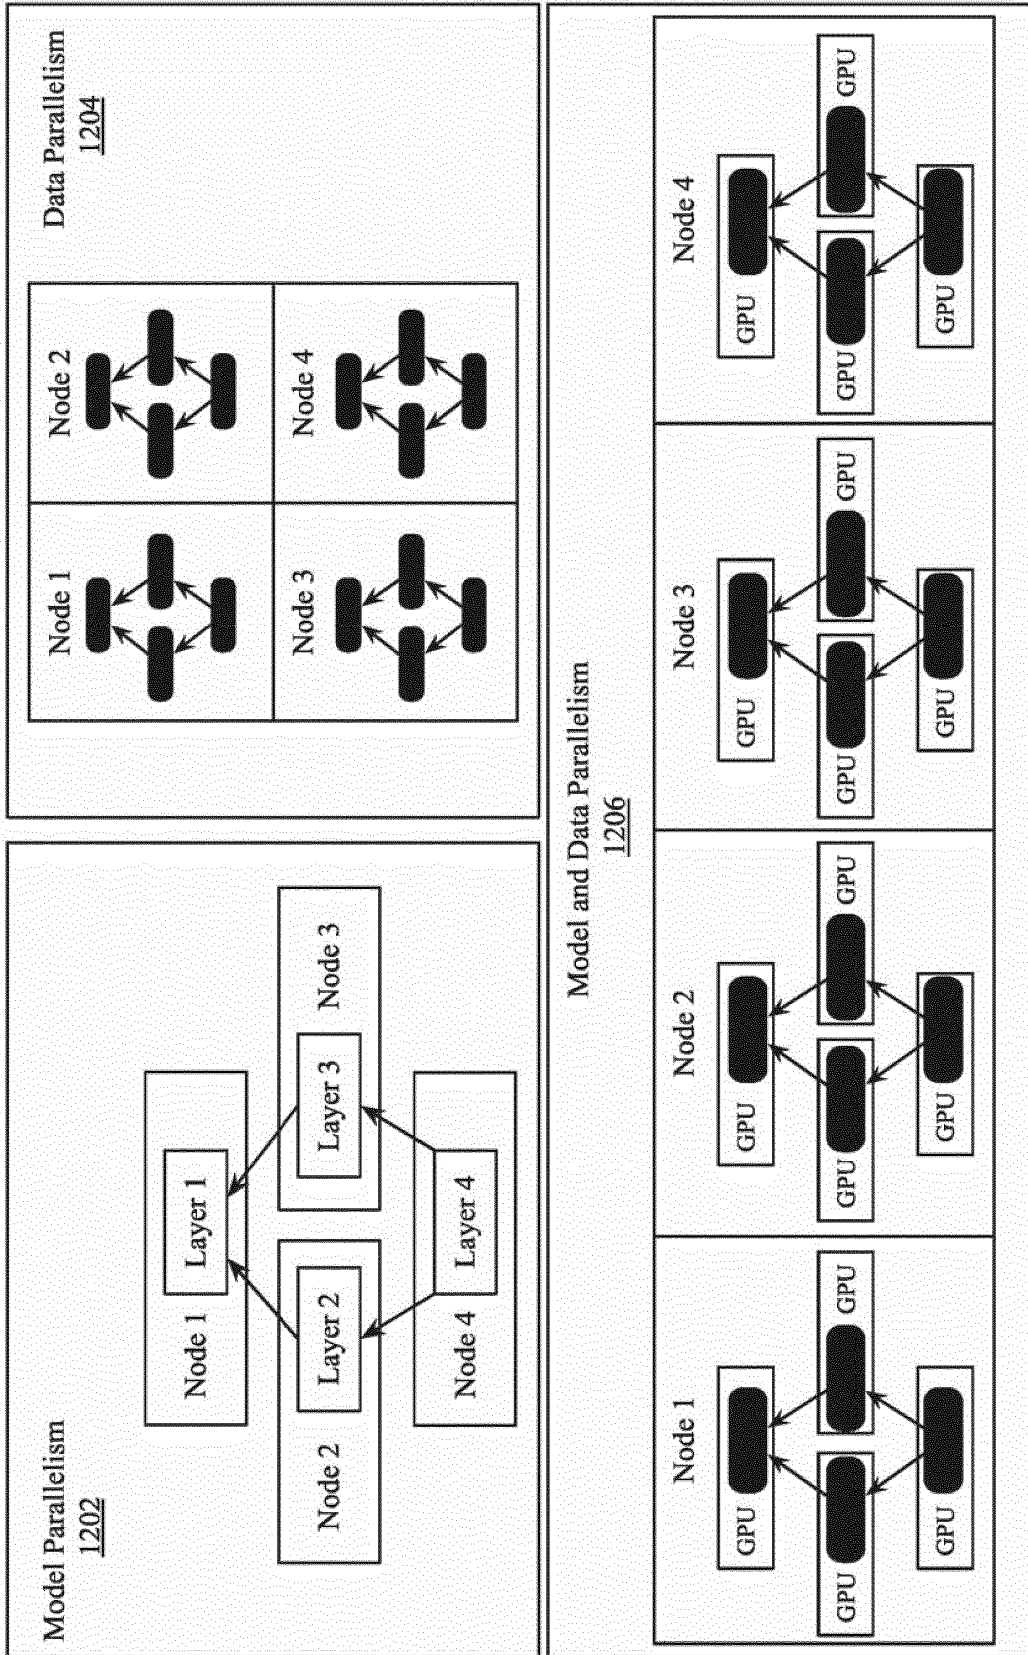 Model Parallelism
1202
Node 1
Layer 1
Node 2
Layer 2
Layer 3
Node 3
Node 4
Layer 4
Data Parallelism
1204
Node 1
Node 2
Node 3
Node 4
Model and Data Parallelism
1206
Node 1
GPU
GPU
GPU
GPU
Node 2
GPU
GPU
GPU
GPU
Node 3
GPU
GPU
GPU
GPU
Node 4
GPU
GPU
GPU
GPU